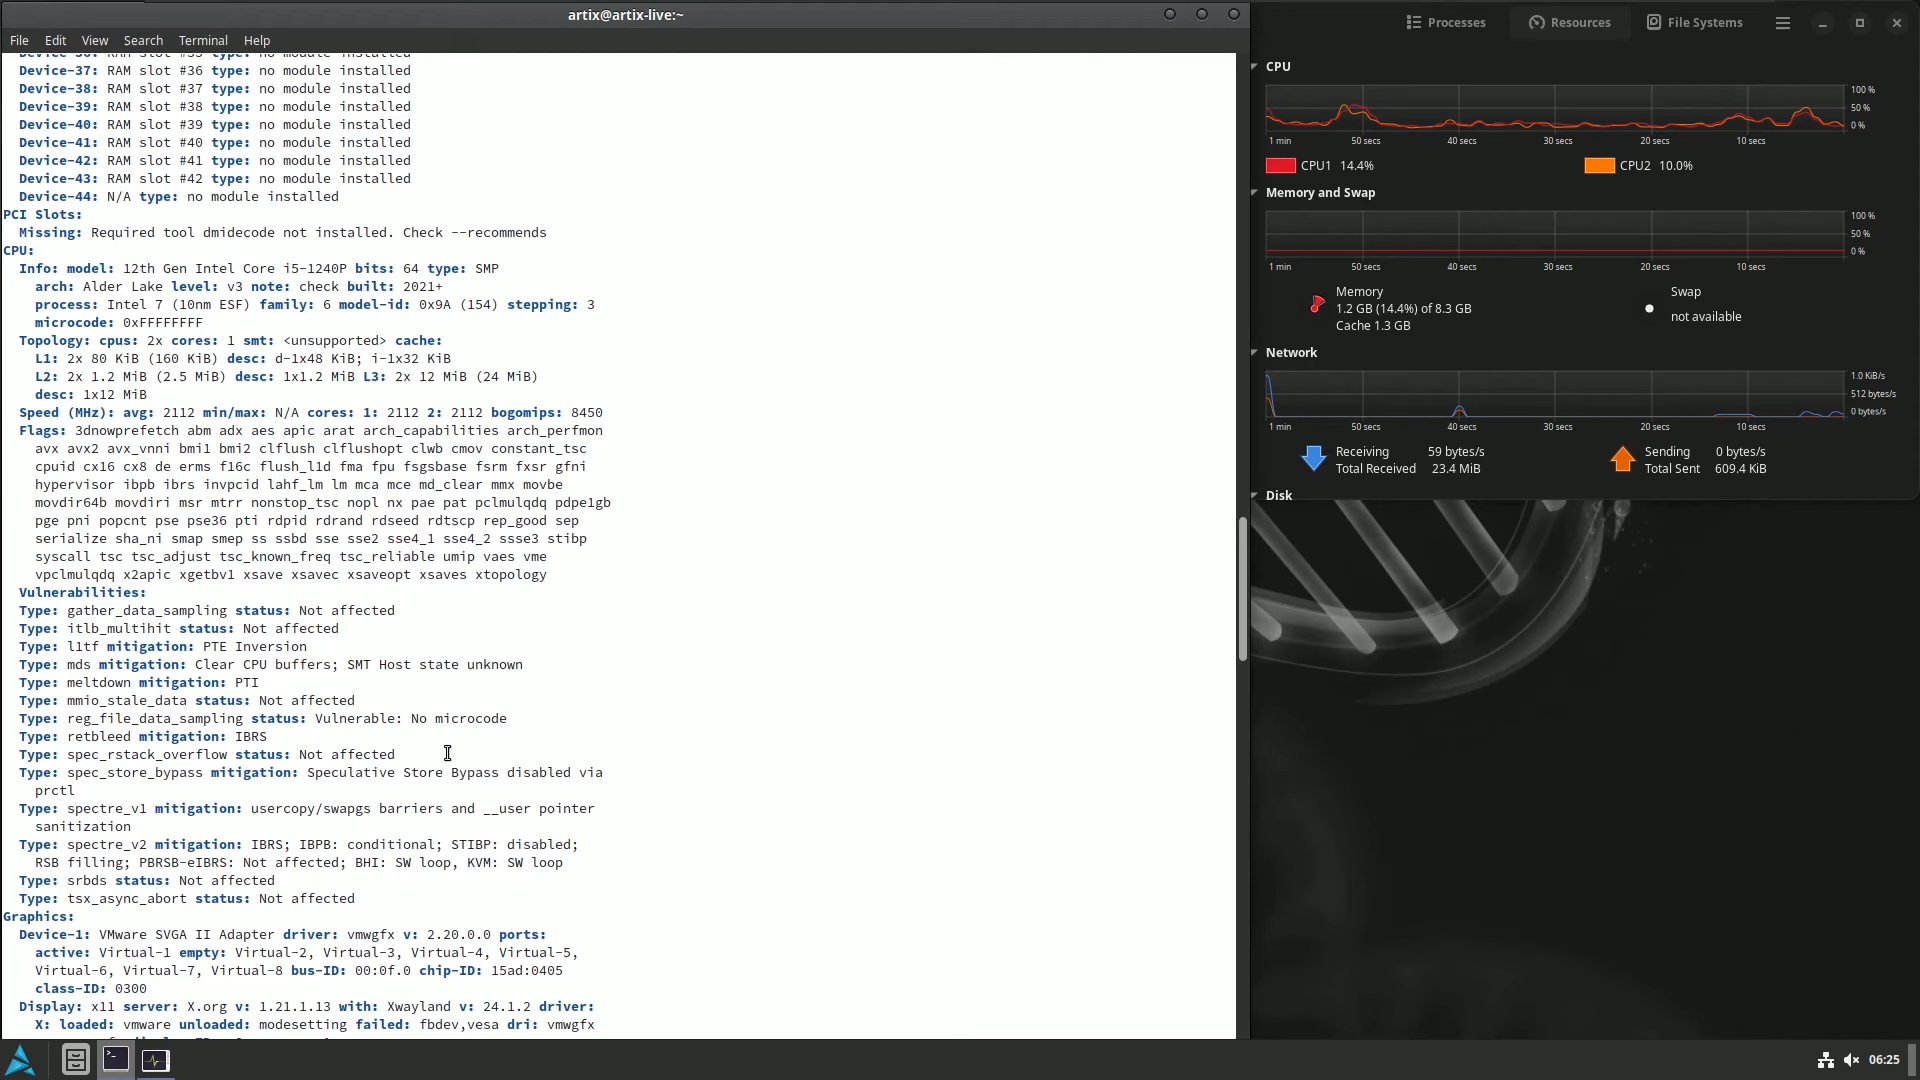 artix@artix-live:~
File Edit View Search Terminal Help
Device-37: RAM slot #36 type: no module installed
Device-38: RAM slot #37 type: no module installed
Device-39: RAM slot #38 type: no module installed
Device-40: RAM slot #39 type: no module installed
Device-41: RAM slot #40 type: no module installed
Device-42: RAM slot #41 type: no module installed
Device-43: RAM slot #42 type: no module installed
Device-44: N/A type: no module installed
PCI Slots:
Missing: Required tool dmidecode not installed. Check --recommends
CPU:
Info: model: 12th Gen Intel Core i5-1240P bits: 64 type: SMP
arch: Alder Lake level: v3 note: check built: 2021+
process: Intel 7 (10nm ESF) family: 6 model-id: 0x9A (154) stepping: 3
microcode: 0xFFFFFFFF
Topology: cpus: 2x cores: 1 smt: <unsupported> cache:
L1: 2x 80 KiB (160 KiB) desc: d-1x48 KiB; i-1x32 KiB
L2: 2x 1.2 MiB (2.5 MiB) desc: 1x1.2 MiB L3: 2x 12 MiB (24 MiB)
desc: 1x12 MiB
Speed (MHz): avg: 2112 min/max: N/A cores: 1: 2112 2: 2112 bogomips: 8450
Flags: 3dnowprefetch abm adx aes apic arat arch_capabilities arch_perfmon
avx avx2 avx_vnni bmi1 bmi2 clflush clflushopt clwb cmov constant_tsc
cpuid cx16 cx8 de erms f16c flush_l1d fma fpu fsgsbase fsrm fxsr gfni
hypervisor ibpb ibrs invpcid lahf_lm lm mca mce md_clear mmx movbe
movdir64b movdiri msr mtrr nonstop_tsc nopl nx pae pat pclmulqdq pdpe1gb
pge pni popcnt pse pse36 pti rdpid rdrand rdseed rdtscp rep_good sep
serialize sha_ni smap smep ss ssbd sse sse2 sse4_1 sse4_2 ssse3 stibp
syscall tsc tsc_adjust tsc_known_freq tsc_reliable umip vaes vme
vpclmulqdq x2apic xgetbv1 xsave xsavec xsaveopt xsaves xtopology
Vulnerabilities:
Type: gather_data_sampling status: Not affected
Type: itlb_multihit status: Not affected
Type: l1tf mitigation: PTE Inversion
Type: mds mitigation: Clear CPU buffers; SMT Host state unknown
Type: meltdown mitigation: PTI
Type: mmio_stale_data status: Not affected
Type: reg_file_data_sampling status: Vulnerable: No microcode
Type: retbleed mitigation: IBRS
Type: spec_rstack_overflow status: Not affected
Type: spec_store_bypass mitigation: Speculative Store Bypass disabled via
prctl
Type: spectre_v1 mitigation: usercopy/swapgs barriers and __user pointer
sanitization
Type: spectre_v2 mitigation: IBRS; IBPB: conditional; STIBP: disabled;
RSB filling; PBRSB-eIBRS: Not affected; BHI: SW loop, KVM: SW loop
Type: srbds status: Not affected
Type: tsx_async_abort status: Not affected
Graphics:
Device-1: VMware SVGA II Adapter driver: vmwgfx v: 2.20.0.0 ports:
active: Virtual-1 empty: Virtual-2, Virtual-3, Virtual-4, Virtual-5,
Virtual-6, Virtual-7, Virtual-8 bus-ID: 00:0f.0 chip-ID: 15ad:0405
class-ID: 0300
Display: x11 server: X.org v: 1.21.1.13 with: Xwayland v: 24.1.2 driver:
X: loaded: vmware unloaded: modesetting failed: fbdev,vesa dri: vmwgfx
Processes Resources File Systems
CPU
100 %
50 %
0 %
1 min 50 secs 40 secs 30 secs 20 secs 10 secs
CPU1 14.4% CPU2 10.0%
Memory and Swap
100 %
50 %
0 %
1 min 50 secs 40 secs 30 secs 20 secs 10 secs
Memory
1.2 GB (14.4%) of 8.3 GB
Cache 1.3 GB
Swap
not available
Network
1.0 KiB/s
512 bytes/s
0 bytes/s
1 min 50 secs 40 secs 30 secs 20 secs 10 secs
Receiving 59 bytes/s
Total Received 23.4 MiB
Sending 0 bytes/s
Total Sent 609.4 KiB
Disk
06:25